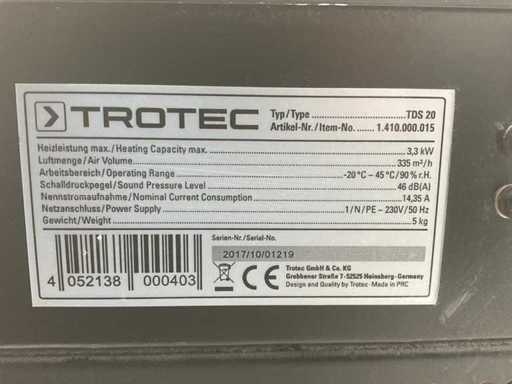 TROTEC
Typ/Type TDS 20
Artikel-Nr./Item-No. 1.410.000.015
Heizleistung max./Heating Capacity max. 3,3 kW
Luftmenge/Air Volume 335 m³/h
Arbeitsbereich/Operating Range -20°C – 45°C/90% r.H.
Schalldruckpegel/Sound Pressure Level 46 dB(A)
Nennstromaufnahme/Nominal Current Consumption 14,35 A
Netzanschluss/Power Supply 1/N/PE – 230V/50 Hz
Gewicht/Weight 5 kg
Serien-Nr./Serial-No.
2017/10/01219
4 052138 000403
CE
Trotec GmbH & Co. KG
Grebbener Straße 7·52525 Heinsberg·Germany
Design and Quality by Trotec·Made in PRC